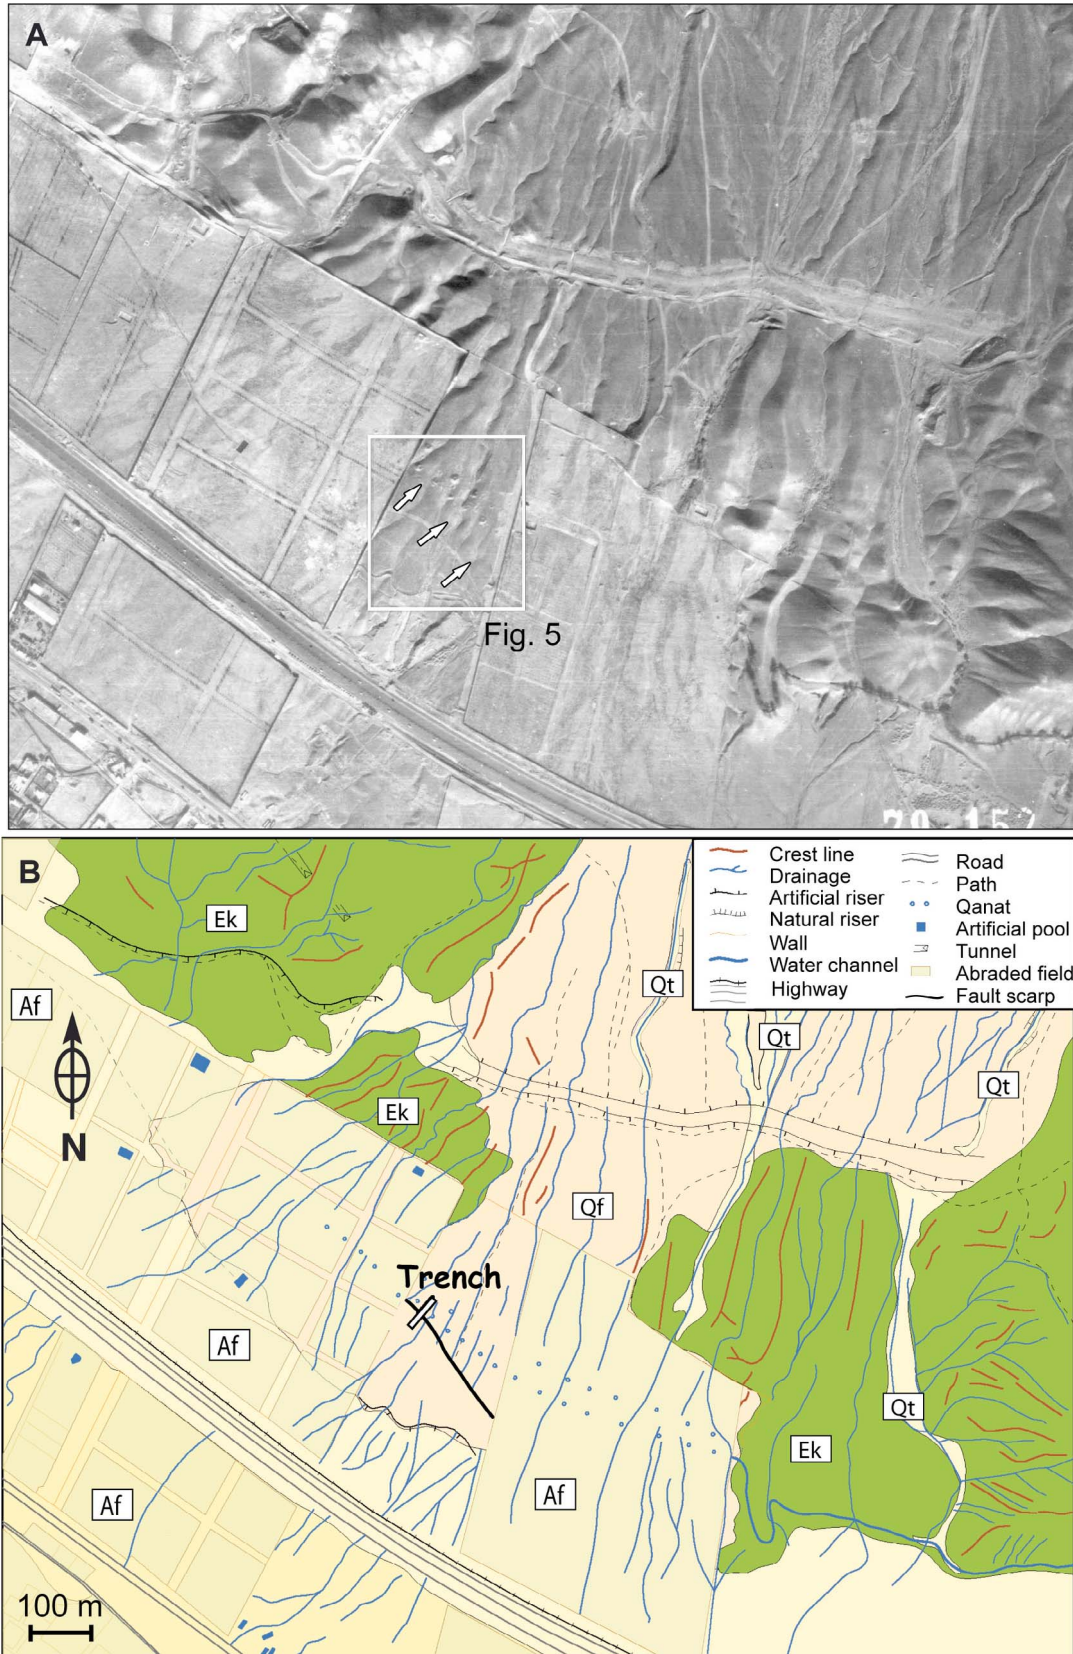 A
Fig. 5
B
Crest line
Drainage
Artificial riser
Natural riser
Wall
Water channel
Highway
Road
Path
Qanat
Artificial pool
Tunnel
Abraded field
Fault scarp
Ek
Qt
Af
Qt
Qt
N
Ek
Qf
Trench
Af
Qt
Ek
Af
Af
100 m